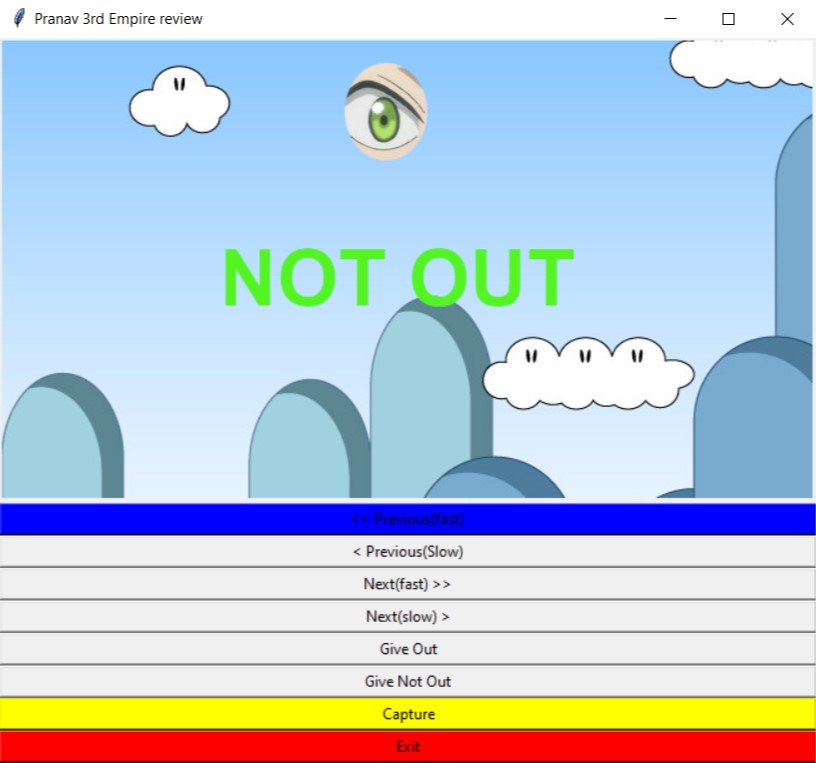 Pranav 3rd Empire review
NOT OUT
<< Previous(fast)
< Previous(Slow)
Next(fast) >>
Next(slow) >
Give Out
Give Not Out
Capture
Exit